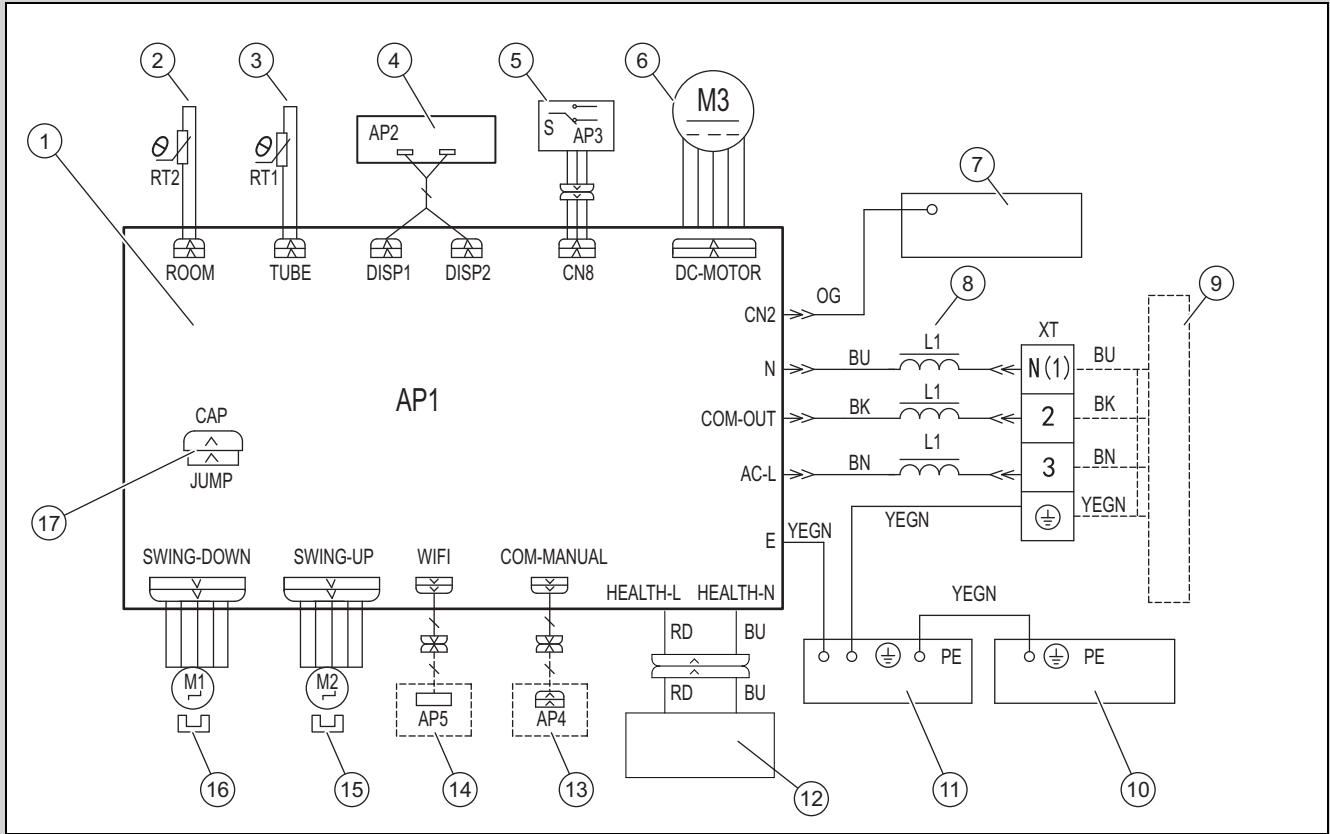 2
3
4
5
6
M3
AP2
S AP3
1
RT2
RT1
7
ROOM
TUBE
DISP1
DISP2
CN8
DC-MOTOR
OG
8
9
CN2
XT
L1
N
BU
N(1)
BU
AP1
L1
CAP
COM-OUT
BK
2
BK
L1
JUMP
AC-L
BN
3
BN
17
YEGN
YEGN
E
YEGN
SWING-DOWN
SWING-UP
WIFI
COM-MANUAL
HEALTH-L
HEALTH-N
YEGN
RD
BU
PE
PE
M1
M2
RD
BU
AP5
AP4
16
15
14
13
12
11
10